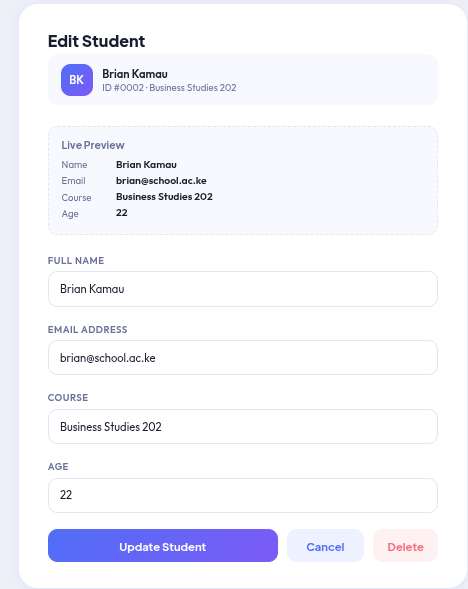 Edit Student
BK
Brian Kamau
ID #0002 · Business Studies 202
Live Preview
Name Brian Kamau
Email brian@school.ac.ke
Course Business Studies 202
Age 22
FULL NAME
Brian Kamau
EMAIL ADDRESS
brian@school.ac.ke
COURSE
Business Studies 202
AGE
22
Update Student Cancel Delete